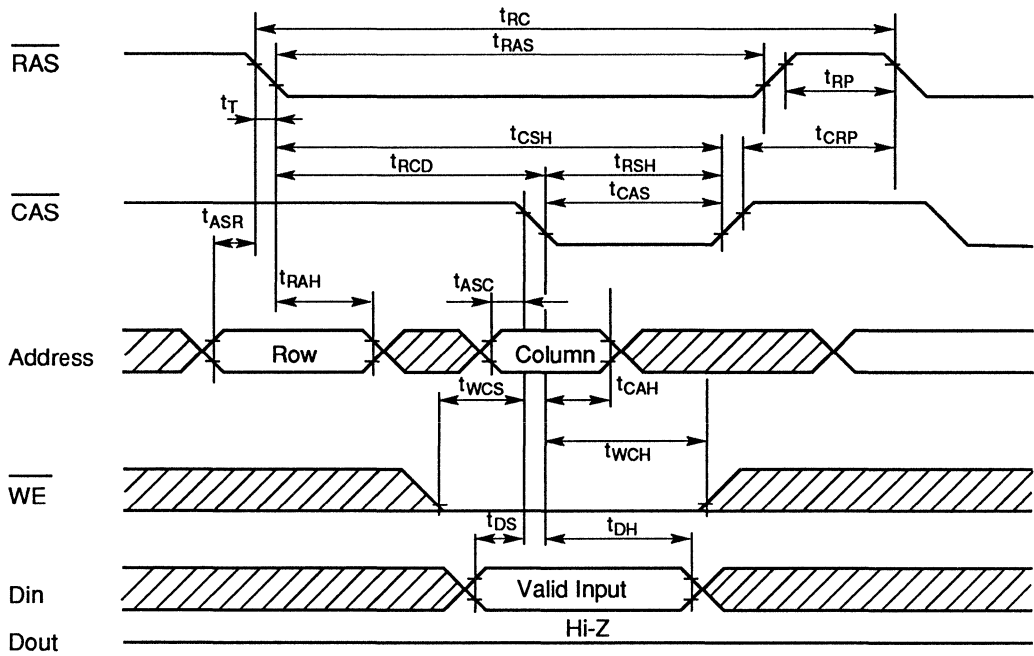 tRC
RAS
tRAS
tRP
tT
tCSH
tCRP
tRCD
tRSH
CAS
tCAS
tASR
tRAH
tASC
Address
Row
Column
tWCS
tCAH
tWCH
WE
tDS
tDH
Din
Valid Input
Hi-Z
Dout